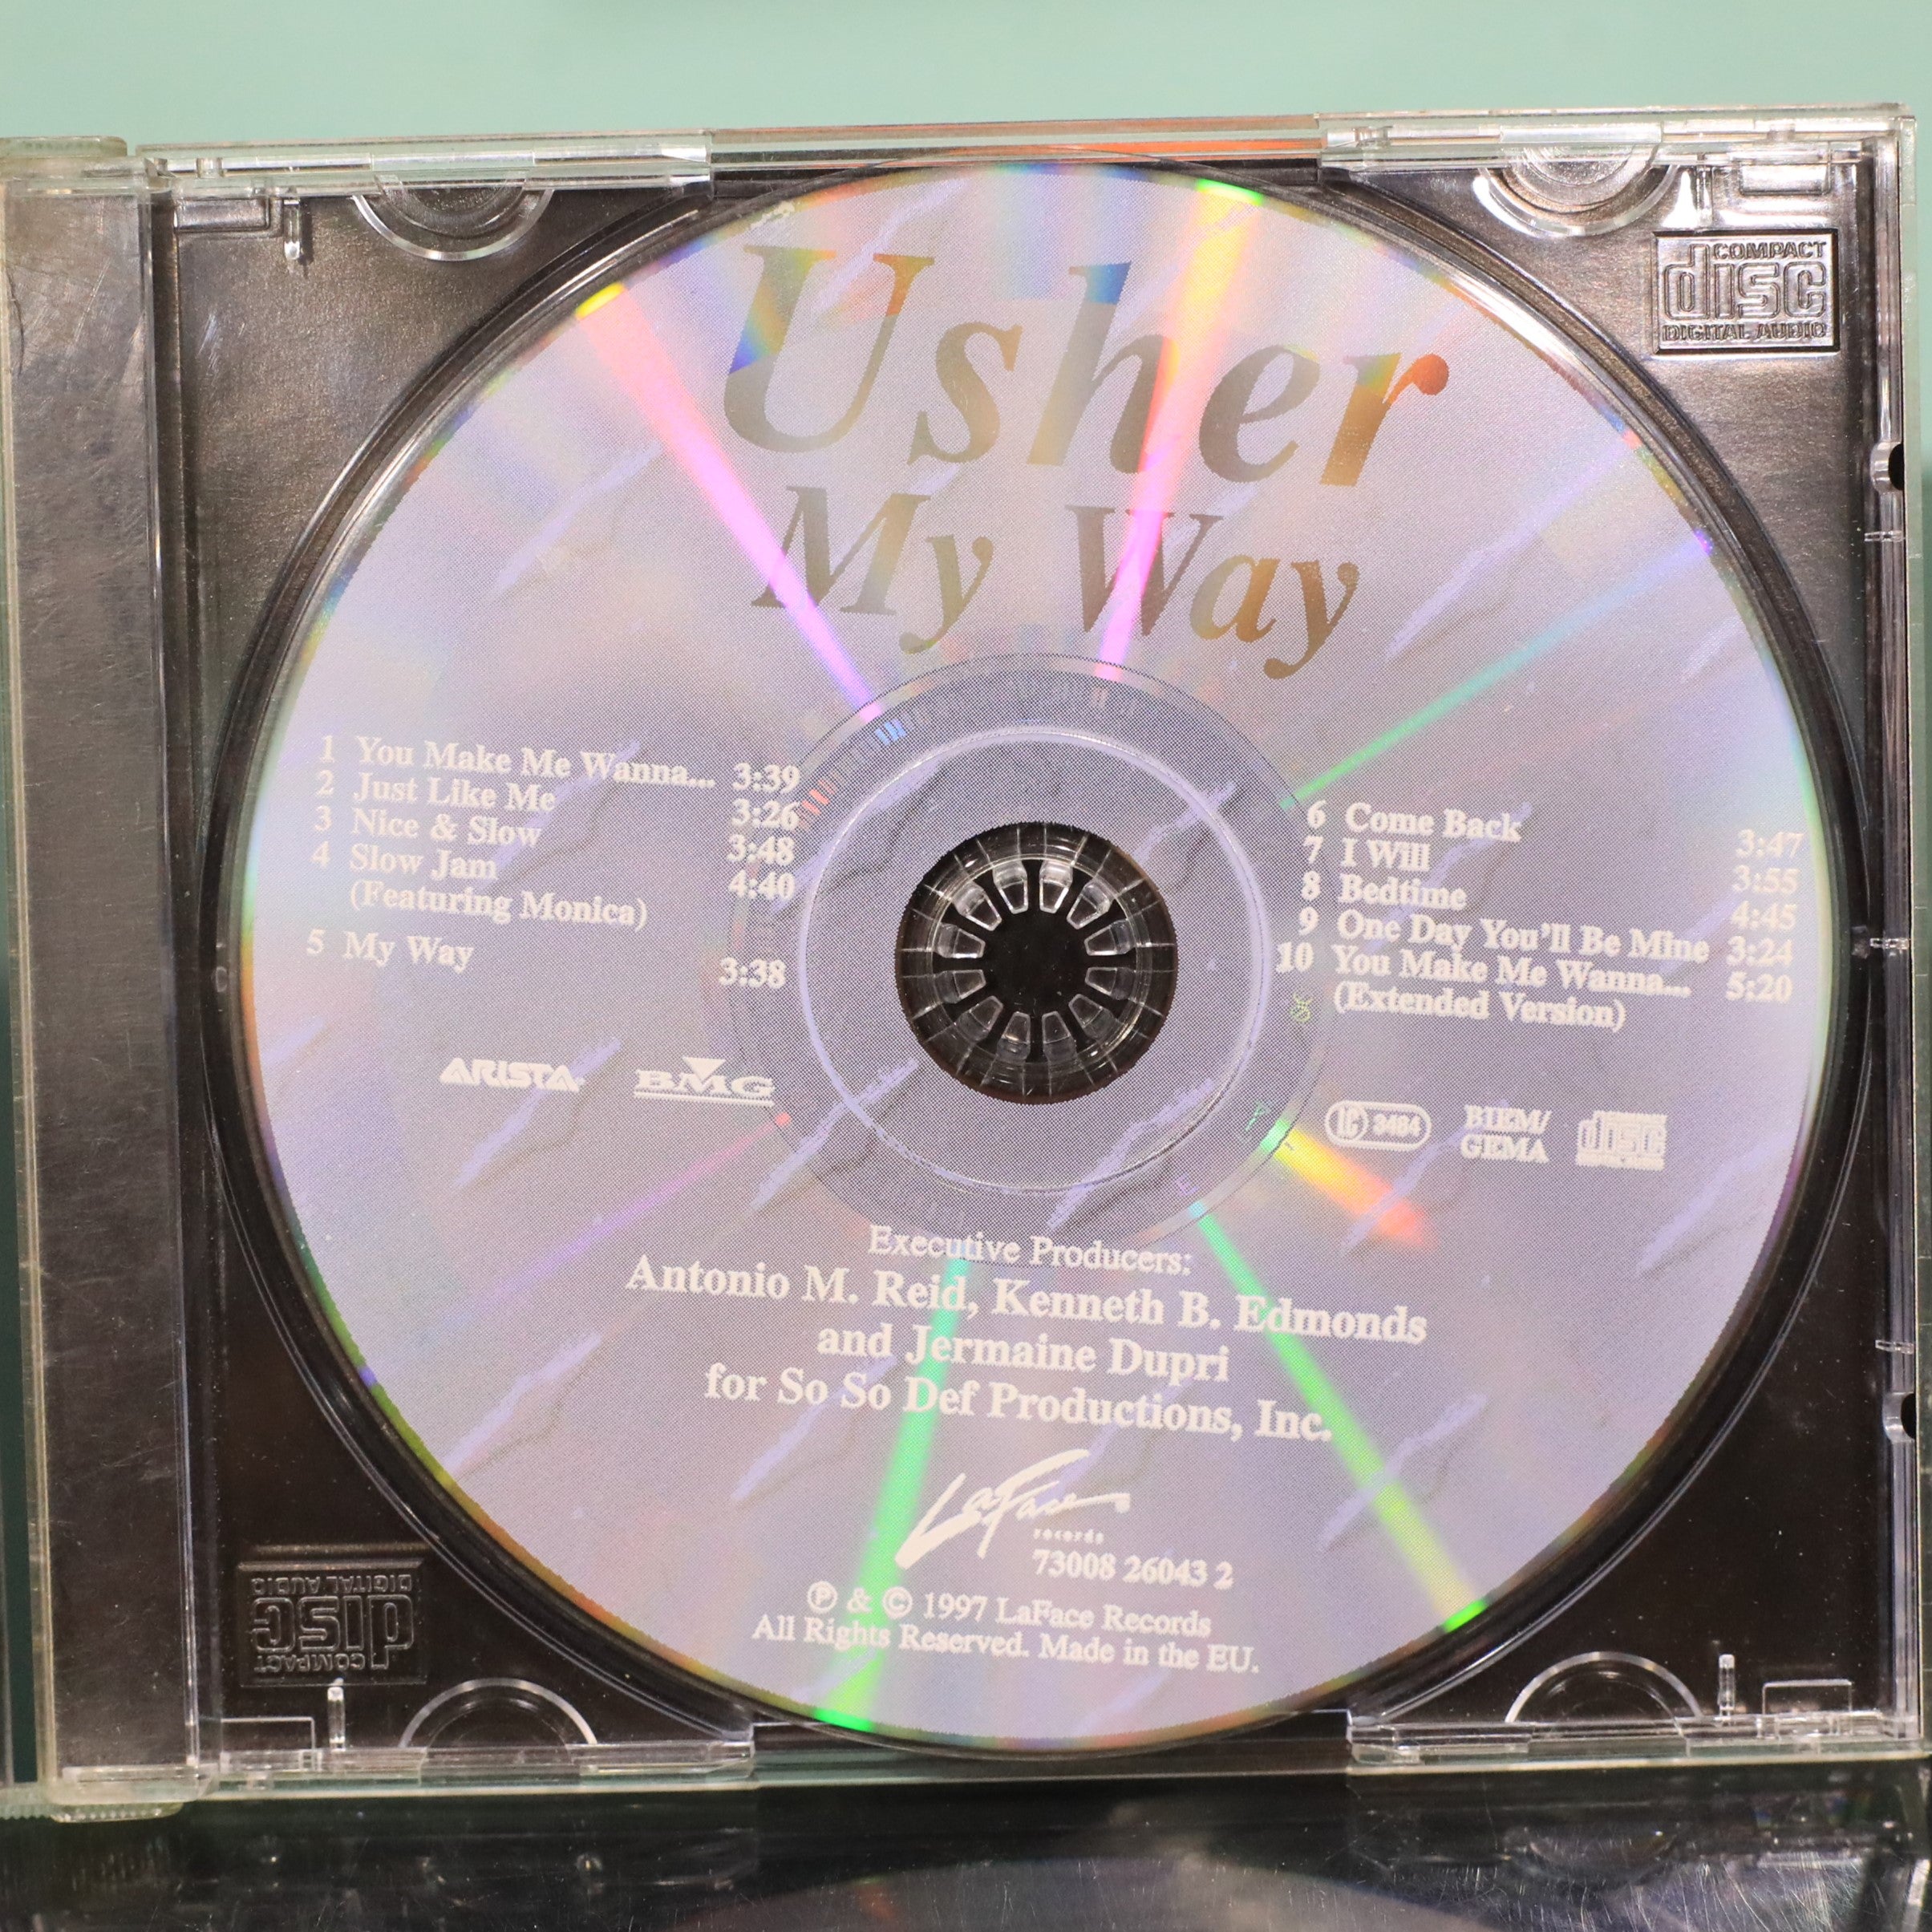 COMPACT
disc
DIGITAL AUDIO
Usher
My Way
1 You Make Me Wanna... 3:39
2 Just Like Me 3:26
3 Nice & Slow 3:48
4 Slow Jam 4:40
(Featuring Monica)
5 My Way 3:38
6 Come Back 3:47
7 I Will 3:55
8 Bedtime 4:45
9 One Day You'll Be Mine 3:24
10 You Make Me Wanna... 5:20
(Extended Version)
ARISTA
BMG
LC 3484
BIEM/
GEMA
disc
Executive Producers:
Antonio M. Reid, Kenneth B. Edmonds
and Jermaine Dupri
for So So Def Productions, Inc.
LaFace
records
73008 26043 2
℗ & © 1997 LaFace Records
All Rights Reserved. Made in the EU.
COMPACT
disc
DIGITAL AUDIO